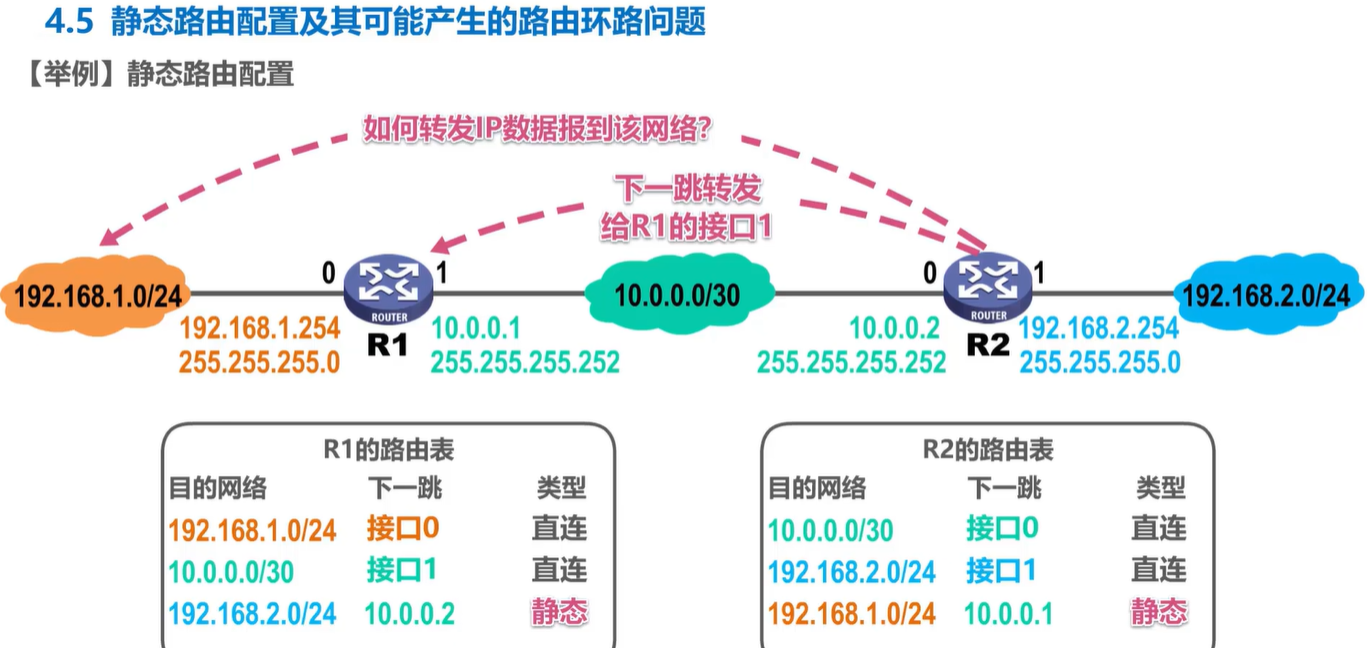 4.5 静态路由配置及其可能产生的路由环路问题
【举例】静态路由配置
如何转发IP数据报到该网络?
下一跳转发
给R1的接口1
192.168.1.0/24
0
ROUTER
R1
1
10.0.0.0/30
0
ROUTER
R2
1
192.168.2.0/24
192.168.1.254
255.255.255.0
10.0.0.1
255.255.255.252
10.0.0.2
255.255.255.252
192.168.2.254
255.255.255.0
R1的路由表
目的网络 下一跳 类型
192.168.1.0/24 接口0 直连
10.0.0.0/30 接口1 直连
192.168.2.0/24 10.0.0.2 静态
R2的路由表
目的网络 下一跳 类型
10.0.0.0/30 接口0 直连
192.168.2.0/24 接口1 直连
192.168.1.0/24 10.0.0.1 静态